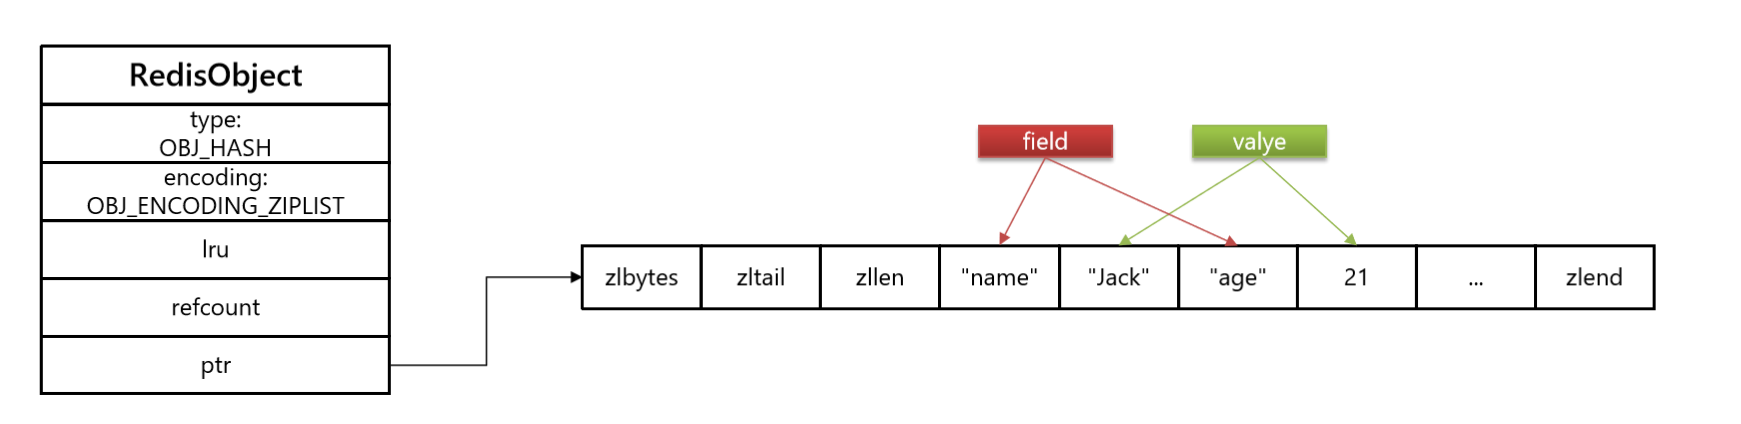 RedisObject
type:
OBJ_HASH
encoding:
OBJ_ENCODING_ZIPLIST
lru
refcount
ptr
field
valye
zlbytes
zltail
zllen
"name"
"Jack"
"age"
21
...
zlend